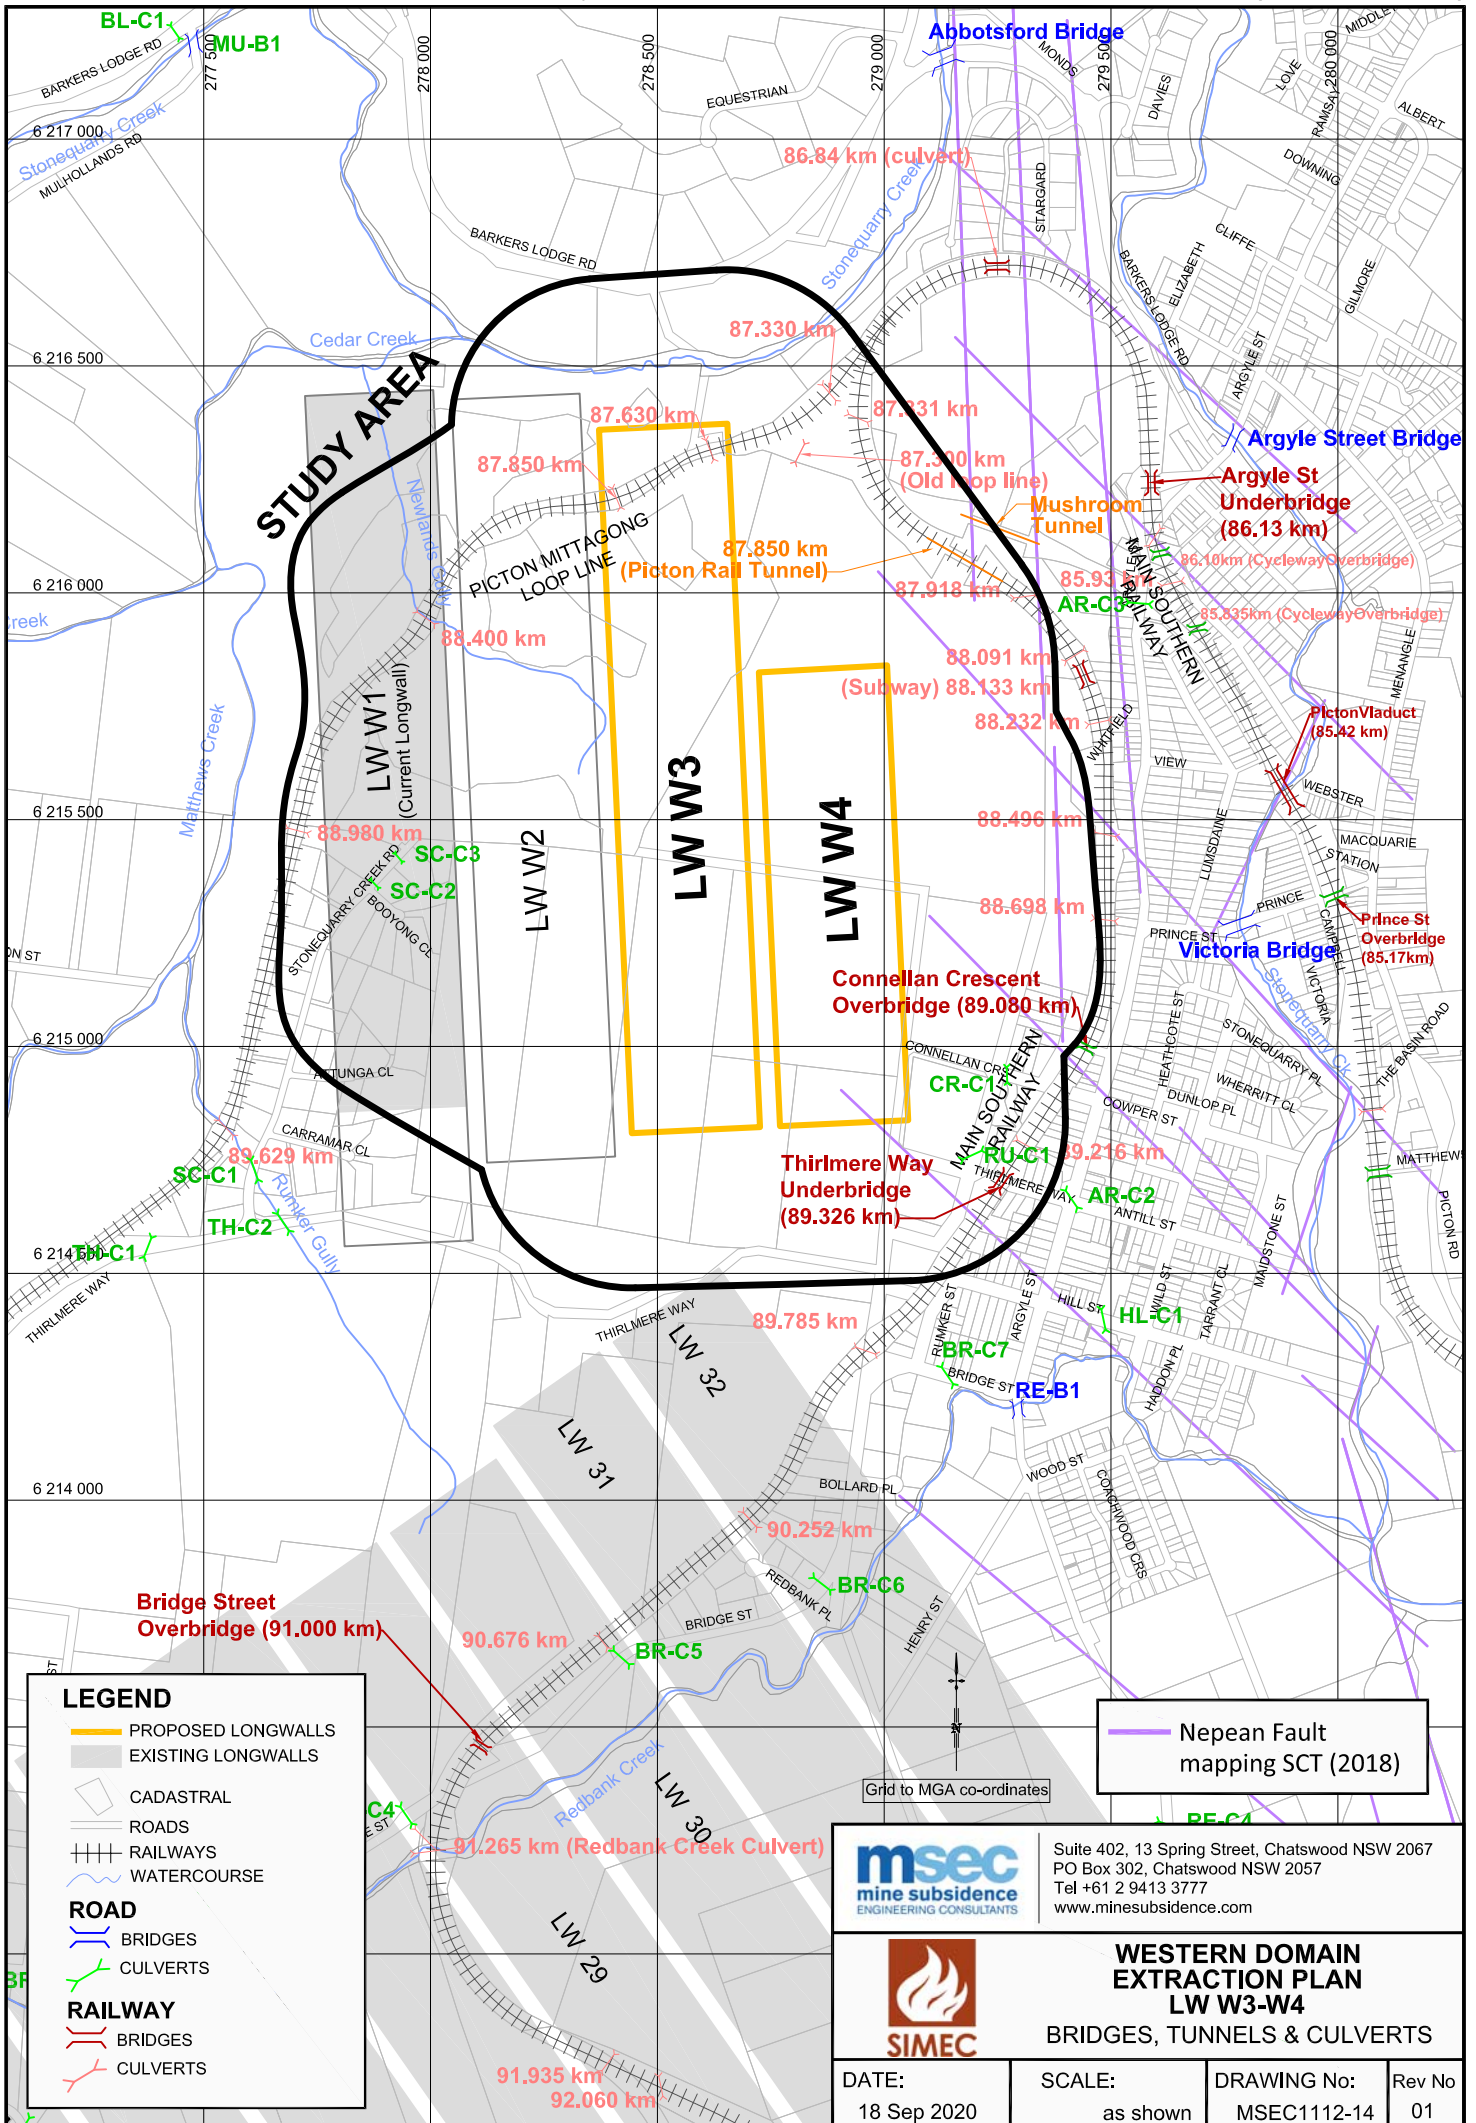 BL-C1
MU-B1
BARKERS LODGE RD
277 500
278 000
278 500
279 000
279 500
280 000
Abbotsford Bridge
MONDS
DAVIES
LOVE
RAMSAY
ALBERT
EQUESTRIAN
6 217 000
Stonequarry Creek
MULHOLLANDS RD
86.84 km (culvert)
DOWNING
STARGARD
BARKERS LODGE RD
Stonequarry Creek
CLIFFE
ELIZABETH
BARKERS LODGE RD
GILMORE
Cedar Creek
87.330 km
6 216 500
STUDY AREA
ARGYLE ST
87.630 km
87.331 km
Argyle Street Bridge
87.850 km
87.300 km
(Old loop line)
Argyle St
Underbridge
(86.13 km)
Mushroom
Tunnel
PICTON MITTAGONG
LOOP LINE
87.850 km
(Picton Rail Tunnel)
86.10km (CyclewayOverbridge)
85.93 km
6 216 000
87.918 km
AR-C3
85.835km (CyclewayOverbridge)
MAIN SOUTHERN
RAILWAY
88.400 km
88.091 km
(Subway) 88.133 km
88.232 km
MENANGLE
WHITFIELD
PictonViaduct
(85.42 km)
Matthews Creek
LW W1
(Current Longwall)
LW W2
LW W3
LW W4
VIEW
WEBSTER
6 215 500
88.980 km
88.496 km
LUMSDAINE
MACQUARIE
STATION
SC-C3
SC-C2
STONEQUARRY CREEK RD
BOOYONG CL
88.698 km
PRINCE
PRINCE ST
Victoria Bridge
CAMPBELL
VICTORIA
Prince St
Overbridge
(85.17km)
Connellan Crescent
Overbridge (89.080 km)
Stonequarry Ck
6 215 000
CONNELLAN CRS
CR-C1
MAIN SOUTHERN
RAILWAY
HEATHCOTE ST
STONEQUARRY PL
THE BASIN ROAD
WHERRITT CL
DUNLOP PL
COWPER ST
ATTUNGA CL
CARRAMAR CL
89.629 km
SC-C1
Rumker Gully
Thirlmere Way
Underbridge
(89.326 km)
RU-C1
89.216 km
THIRLMERE WAY
AR-C2
ANTILL ST
MAIDSTONE ST
MATTHEWS
PICTON RD
TH-C2
TH-C1
6 214 500
THIRLMERE WAY
THIRLMERE WAY
89.785 km
RUMKER ST
ARGYLE ST
HILL ST
WILD ST
TARRANT CL
HL-C1
HADDON PL
BR-C7
BRIDGE ST
RE-B1
LW 32
LW 31
WOOD ST
COACHWOOD CRS
6 214 000
BOLLARD PL
90.252 km
BR-C6
REDBANK PL
HENRY ST
Bridge Street
Overbridge (91.000 km)
90.676 km
BRIDGE ST
BR-C5
Redbank Creek
LW 30
LW 29
91.265 km (Redbank Creek Culvert)
91.935 km
92.060 km
N
Grid to MGA co-ordinates
Nepean Fault
mapping SCT (2018)
RE-C4
LEGEND
PROPOSED LONGWALLS
EXISTING LONGWALLS
CADASTRAL
ROADS
RAILWAYS
WATERCOURSE
ROAD
BRIDGES
CULVERTS
RAILWAY
BRIDGES
CULVERTS
msec
mine subsidence
ENGINEERING CONSULTANTS
Suite 402, 13 Spring Street, Chatswood NSW 2067
PO Box 302, Chatswood NSW 2057
Tel +61 2 9413 3777
www.minesubsidence.com
SIMEC
WESTERN DOMAIN
EXTRACTION PLAN
LW W3-W4
BRIDGES, TUNNELS & CULVERTS
DATE:
18 Sep 2020
SCALE:
as shown
DRAWING No:
MSEC1112-14
Rev No
01